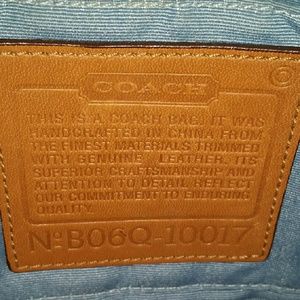 COACH
THIS IS A COACH BAG. IT WAS
HANDCRAFTED IN CHINA FROM
THE FINEST MATERIALS TRIMMED
WITH GENUINE LEATHER. ITS
SUPERIOR CRAFTSMANSHIP AND
ATTENTION TO DETAIL REFLECT
OUR COMMITMENT TO ENDURING
QUALITY.
Nº B06Q-10017